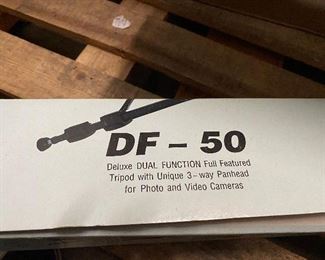 DF - 50
Deluxe DUAL FUNCTION Full Featured
Tripod with Unique 3-way Panhead
for Photo and Video Cameras